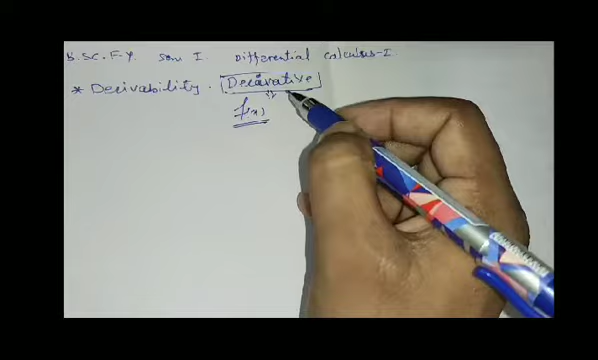 B.SC. F.Y. Sem I. Differential calculus-I
* Derivability. Derivative
f(x)